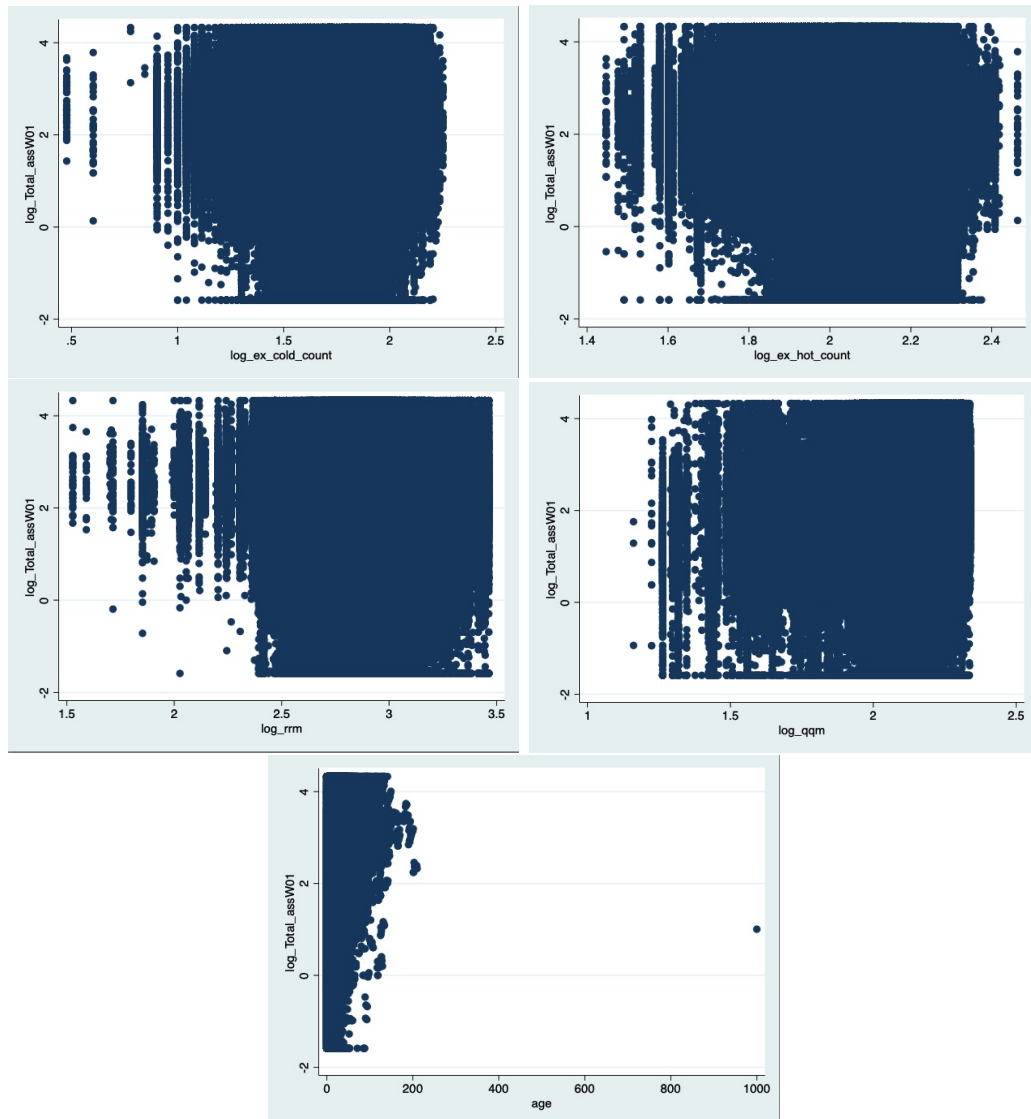 4
2
0
-2
log_Total_assW01
.5 1 1.5 2 2.5
log_ex_cold_count
4
2
0
-2
log_Total_assW01
1.4 1.6 1.8 2 2.2 2.4
log_ex_hot_count
4
2
0
-2
log_Total_assW01
1.5 2 2.5 3 3.5
log_rrm
4
2
0
-2
log_Total_assW01
1 1.5 2 2.5
log_qqm
4
2
0
-2
log_Total_assW01
0 200 400 600 800 1000
age